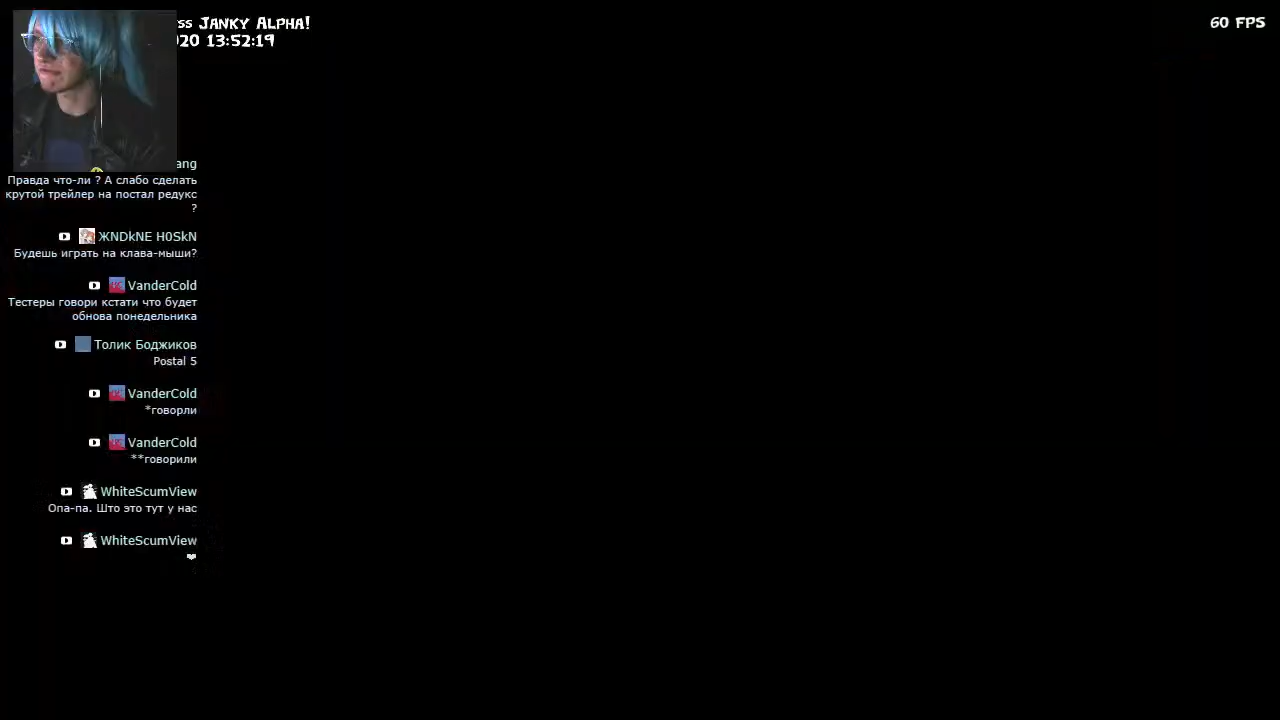 ss Janky Alpha!
020 13:52:19
60 FPS
ang
Правда что-ли ? А слабо сделать
крутой трейлер на постал редукс
?
ЖNDkNE H0SkN
Будешь играть на клава-мыши?
VanderCold
Тестеры говори кстати что будет
обнова понедельника
Толик Боджиков
Postal 5
VanderCold
*говорли
VanderCold
**говорили
WhiteScumView
Опа-па. Што это тут у нас
WhiteScumView
❤